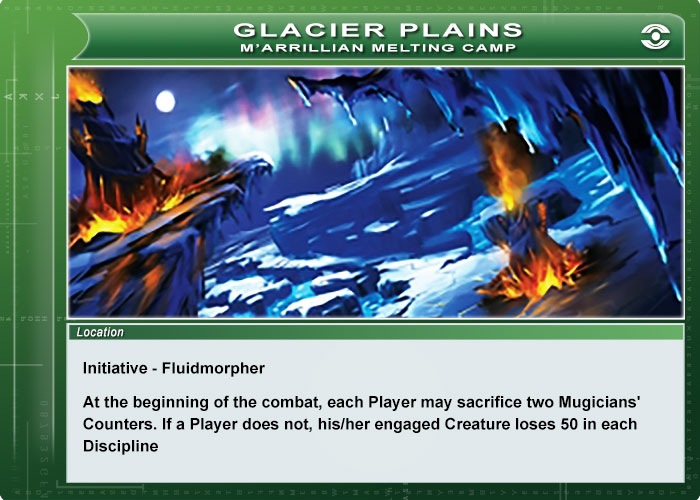 GLACIER PLAINS
M'ARRILLIAN MELTING CAMP
Location
Initiative - Fluidmorpher
At the beginning of the combat, each Player may sacrifice two Mugicians'
Counters. If a Player does not, his/her engaged Creature loses 50 in each
Discipline